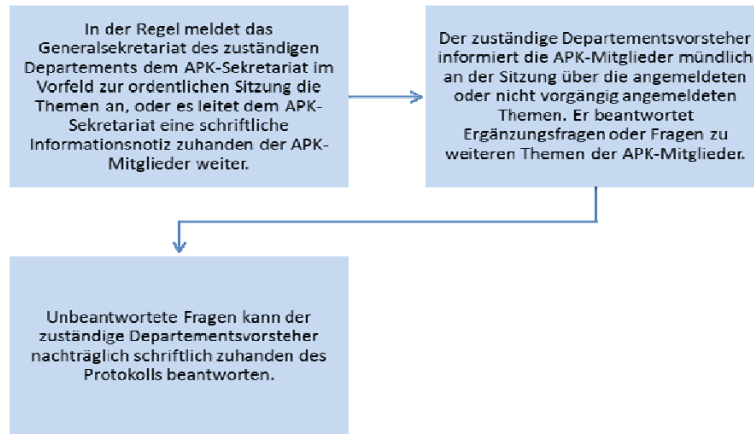 In der Regel meldet das
Generalsekretariat des zuständigen
Departements dem APK-Sekretariat im
Vorfeld zur ordentlichen Sitzung die
Themen an, oder es leitet dem APK-
Sekretariat eine schriftliche
Informationsnotiz zuhanden der APK-
Mitglieder weiter.
Der zuständige Departementsvorsteher
informiert die APK-Mitglieder mündlich
an der Sitzung über die angemeldeten
oder nicht vorgängig angemeldeten
Themen. Er beantwortet
Ergänzungsfragen oder Fragen zu
weiteren Themen der APK-Mitglieder.
Unbeantwortete Fragen kann der
zuständige Departementsvorsteher
nachträglich schriftlich zuhanden des
Protokolls beantworten.